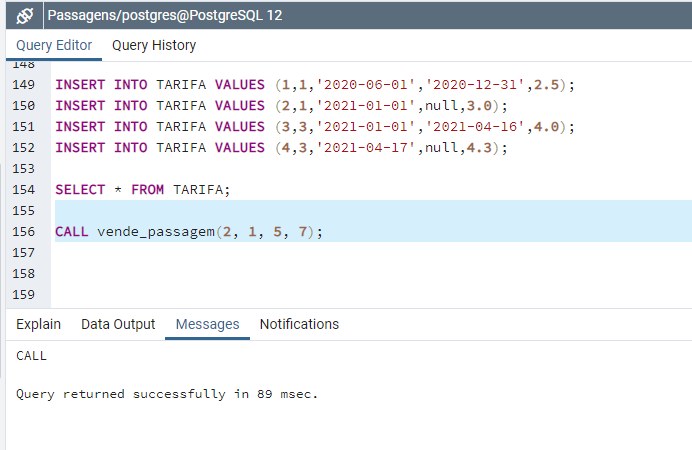 Passagens/postgres@PostgreSQL 12
Query Editor Query History
148
149 INSERT INTO TARIFA VALUES (1,1,'2020-06-01','2020-12-31',2.5);
150 INSERT INTO TARIFA VALUES (2,1,'2021-01-01',null,3.0);
151 INSERT INTO TARIFA VALUES (3,3,'2021-01-01','2021-04-16',4.0);
152 INSERT INTO TARIFA VALUES (4,3,'2021-04-17',null,4.3);
153
154 SELECT * FROM TARIFA;
155
156 CALL vende_passagem(2, 1, 5, 7);
157
158
159
Explain Data Output Messages Notifications
CALL
Query returned successfully in 89 msec.